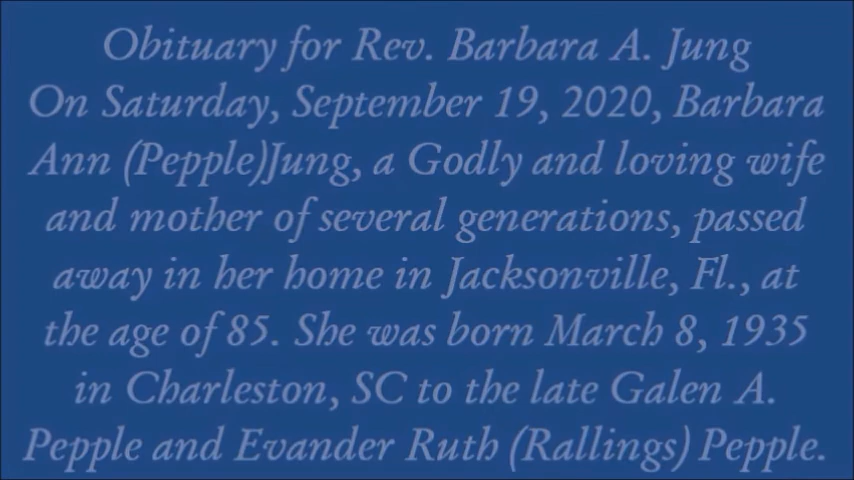 Obituary for Rev. Barbara A. Jung
On Saturday, September 19, 2020, Barbara
Ann (Pepple)Jung, a Godly and loving wife
and mother of several generations, passed
away in her home in Jacksonville, Fl., at
the age of 85. She was born March 8, 1935
in Charleston, SC to the late Galen A.
Pepple and Evander Ruth (Rallings) Pepple.